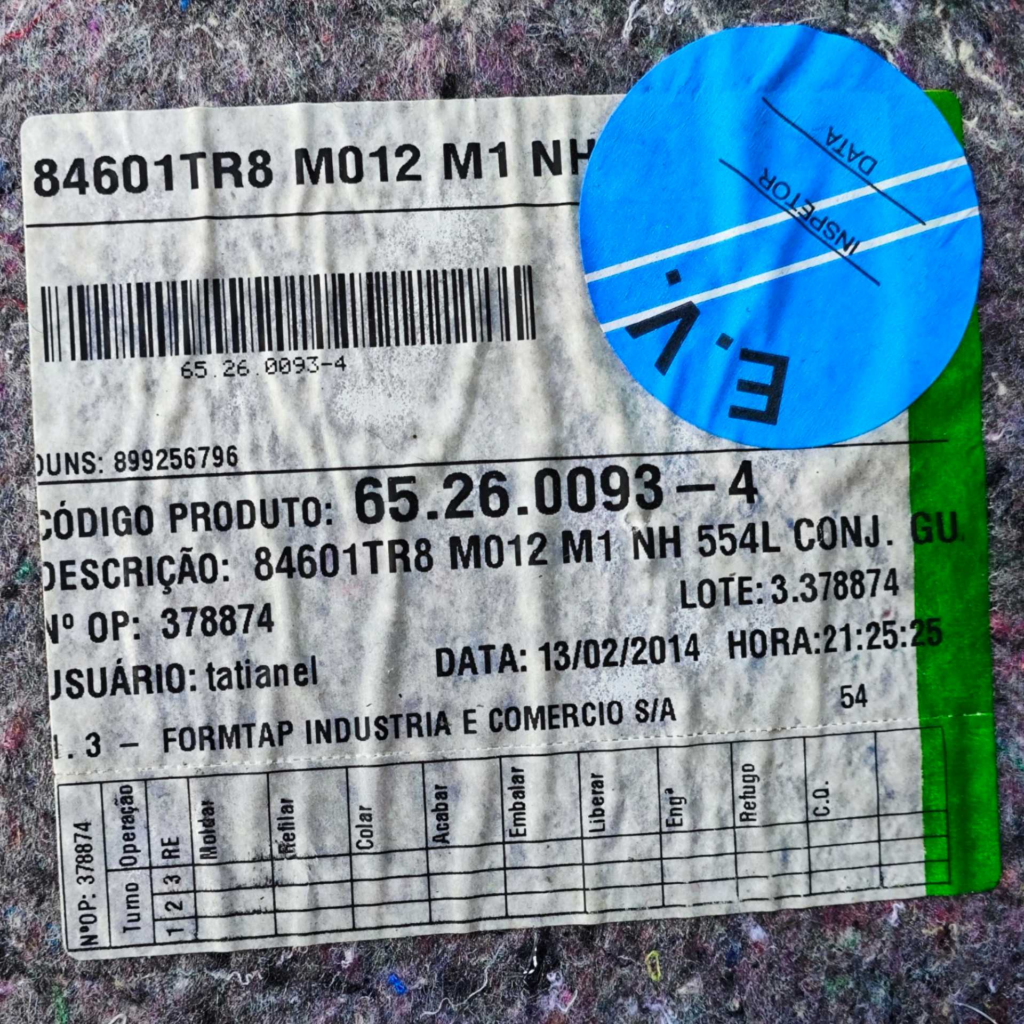 84601TR8 M012 M1 NH
DATA
INSPETOR
E.V.
65.26.0093-4
DUNS: 899256796
CÓDIGO PRODUTO: 65.26.0093-4
DESCRIÇÃO: 84601TR8 M012 M1 NH 554L CONJ. GU
Nº OP: 378874 LOTE: 3.378874
USUÁRIO: tatianel DATA: 13/02/2014 HORA:21:25:25
. 3 - FORMTAP INDUSTRIA E COMERCIO S/A 54
NºOP: 378874
Turno Operação
1 2 3 RE
Moldar
Refilar
Colar
Acabar
Embalar
Liberar
Engª
Refugo
C.Q.